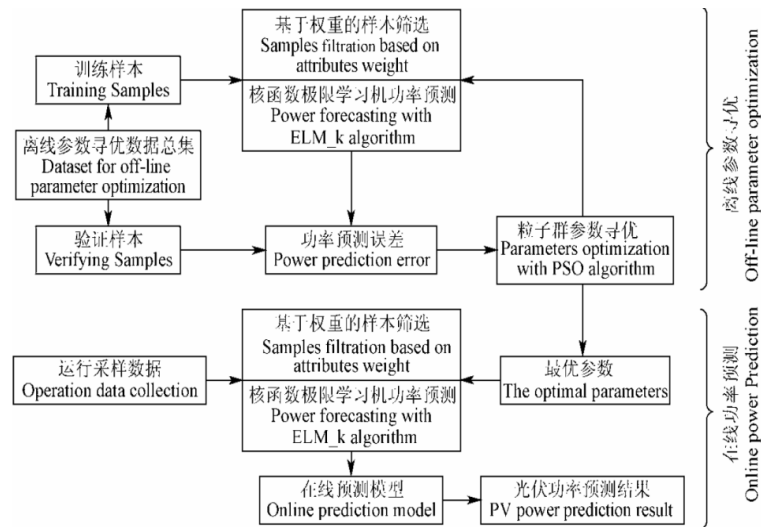 基于权重的样本筛选
Samples filtration based on
attributes weight
训练样本
Training Samples
核函数极限学习机功率预测
Power forecasting with
ELM_k algorithm
离线参数寻优数据总集
Dataset for off-line
parameter optimization
验证样本
Verifying Samples
功率预测误差
Power prediction error
粒子群参数寻优
Parameters optimization
with PSO algorithm
离线参数寻优
Off-line parameter optimization
基于权重的样本筛选
Samples filtration based on
attributes weight
运行采样数据
Operation data collection
核函数极限学习机功率预测
Power forecasting with
ELM_k algorithm
最优参数
The optimal parameters
在线预测模型
Online prediction model
光伏功率预测结果
PV power prediction result
在线功率预测
Online power Prediction